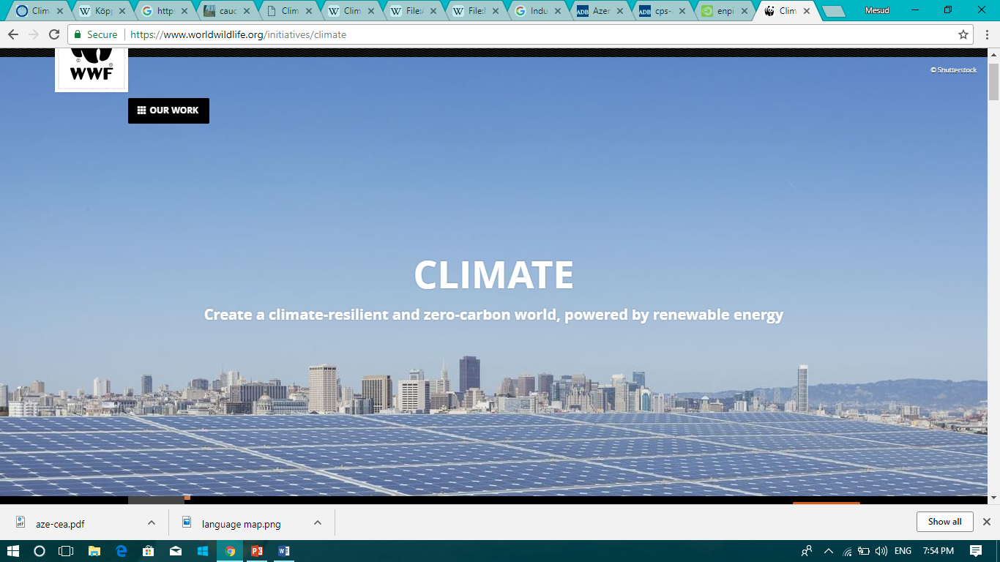 Clim
Köpp
http
cauc
Clim
Clim
File:A
File:
Indu
Azer
cps-
enpi
Clim
Mesud
Secure
https://www.worldwildlife.org/initiatives/climate
© ®
WWF
© Shutterstock
OUR WORK
CLIMATE
Create a climate-resilient and zero-carbon world, powered by renewable energy
aze-cea.pdf
language map.png
Show all
ENG
7:54 PM